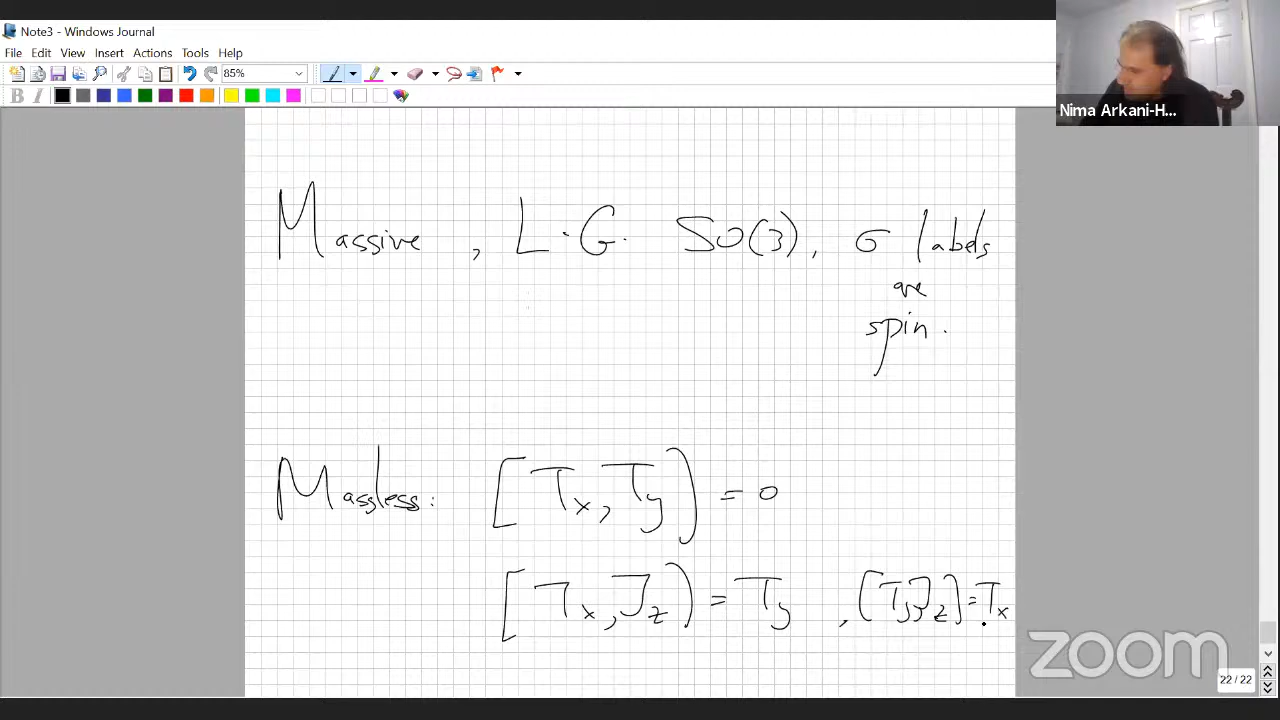 Note3 - Windows Journal
File Edit View Insert Actions Tools Help
85%
B I
Nima Arkani-H...
Massive, L.G. SO(3), σ labels
are
spin.
Massless: [Tx, Ty] = 0
[Tx, Jz] = Ty , [Ty, Jz] = Tx
zoom
22 / 22